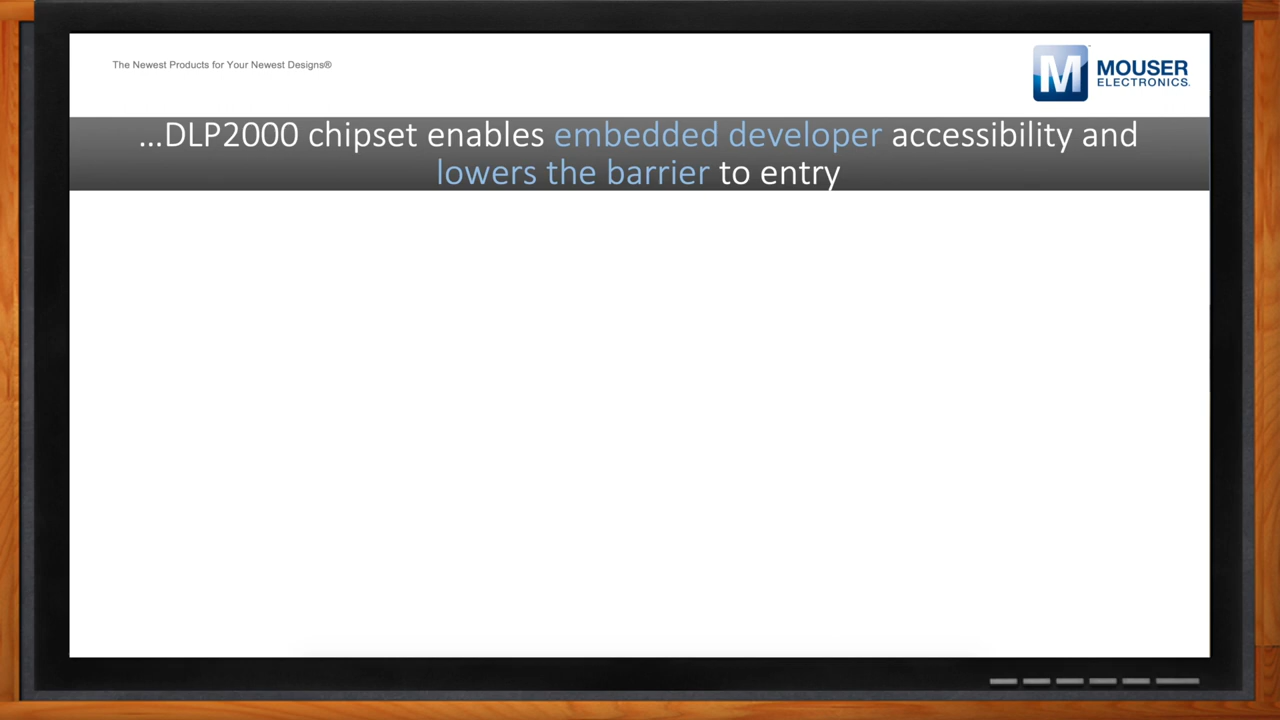 The Newest Products for Your Newest Designs®
MOUSER
ELECTRONICS.
...DLP2000 chipset enables embedded developer accessibility and
lowers the barrier to entry